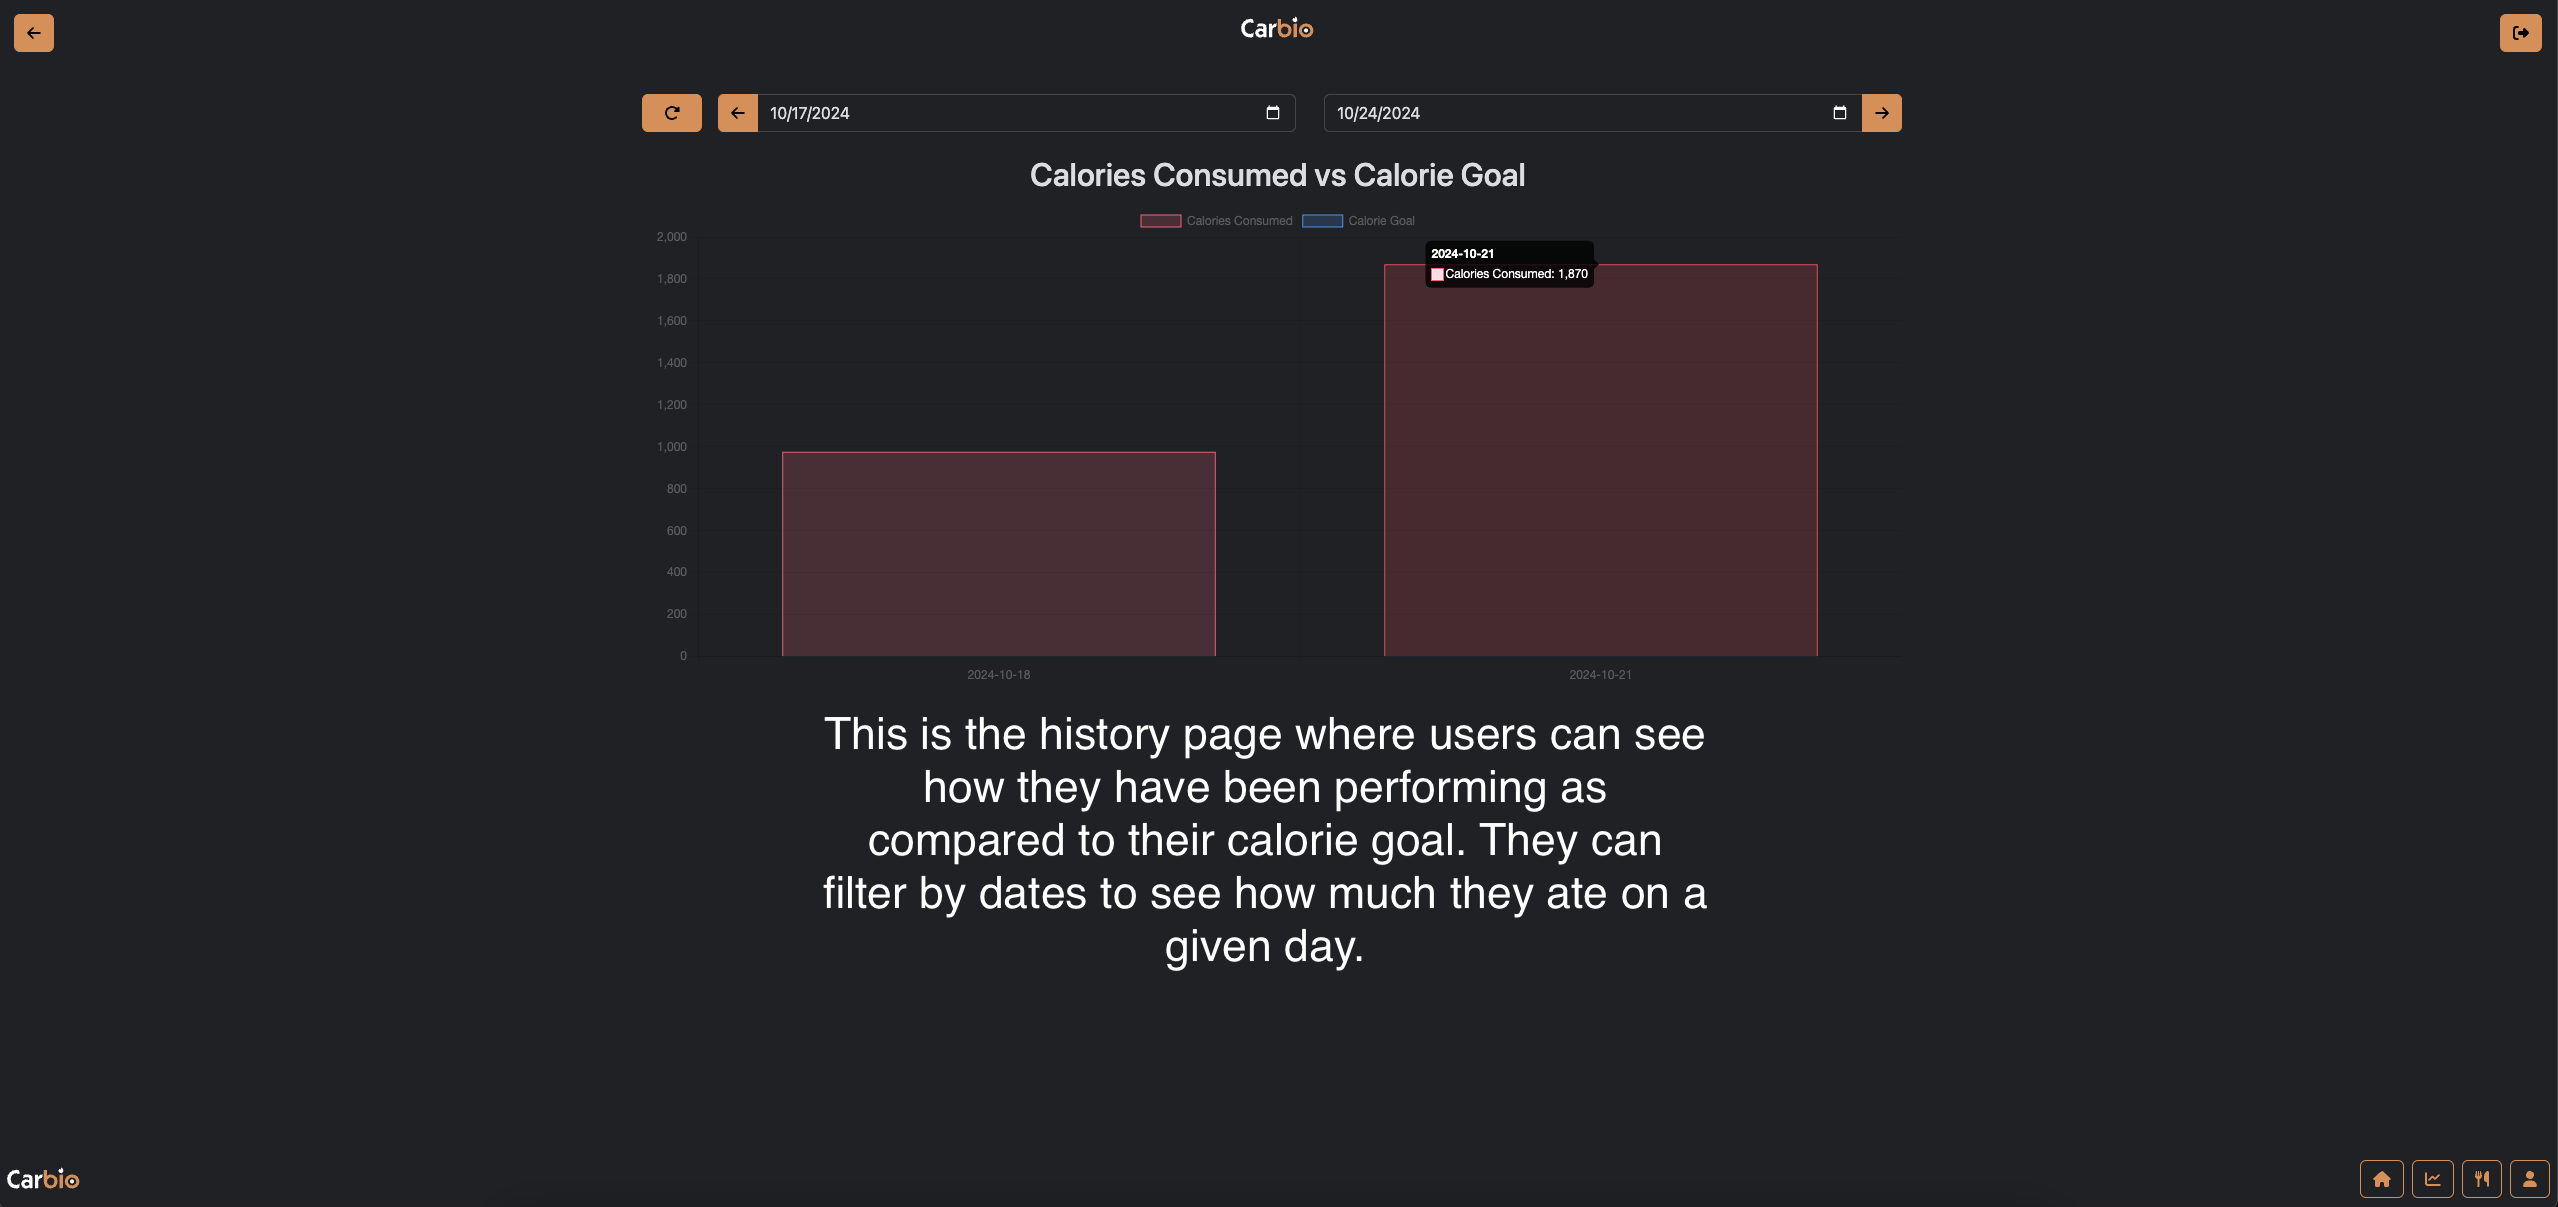 Carbio
10/17/2024
10/24/2024
Calories Consumed vs Calorie Goal
Calories Consumed
Calorie Goal
2,000
1,800
1,600
1,400
1,200
1,000
800
600
400
200
0
2024-10-21
Calories Consumed: 1,870
2024-10-18
2024-10-21
This is the history page where users can see
how they have been performing as
compared to their calorie goal. They can
filter by dates to see how much they ate on a
given day.
Carbio